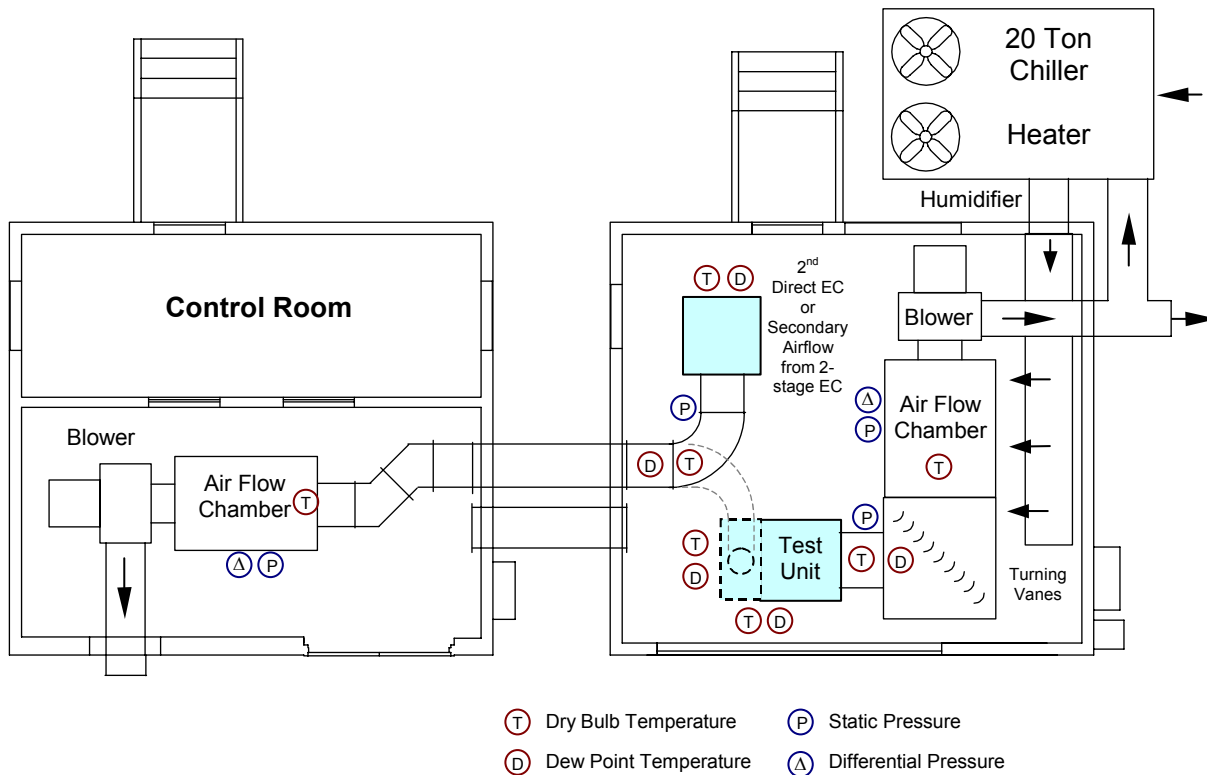 20 Ton
Chiller
Heater
Humidifier
Control Room
T D
2nd
Direct EC
or
Secondary
Airflow
from 2-
stage EC
Blower
P
Δ
P
Air Flow
Chamber
T
Blower
Air Flow
Chamber
T
Δ P
D T
P
T
D
Test
Unit
T D
T D
Turning
Vanes
T Dry Bulb Temperature
P Static Pressure
D Dew Point Temperature
Δ Differential Pressure